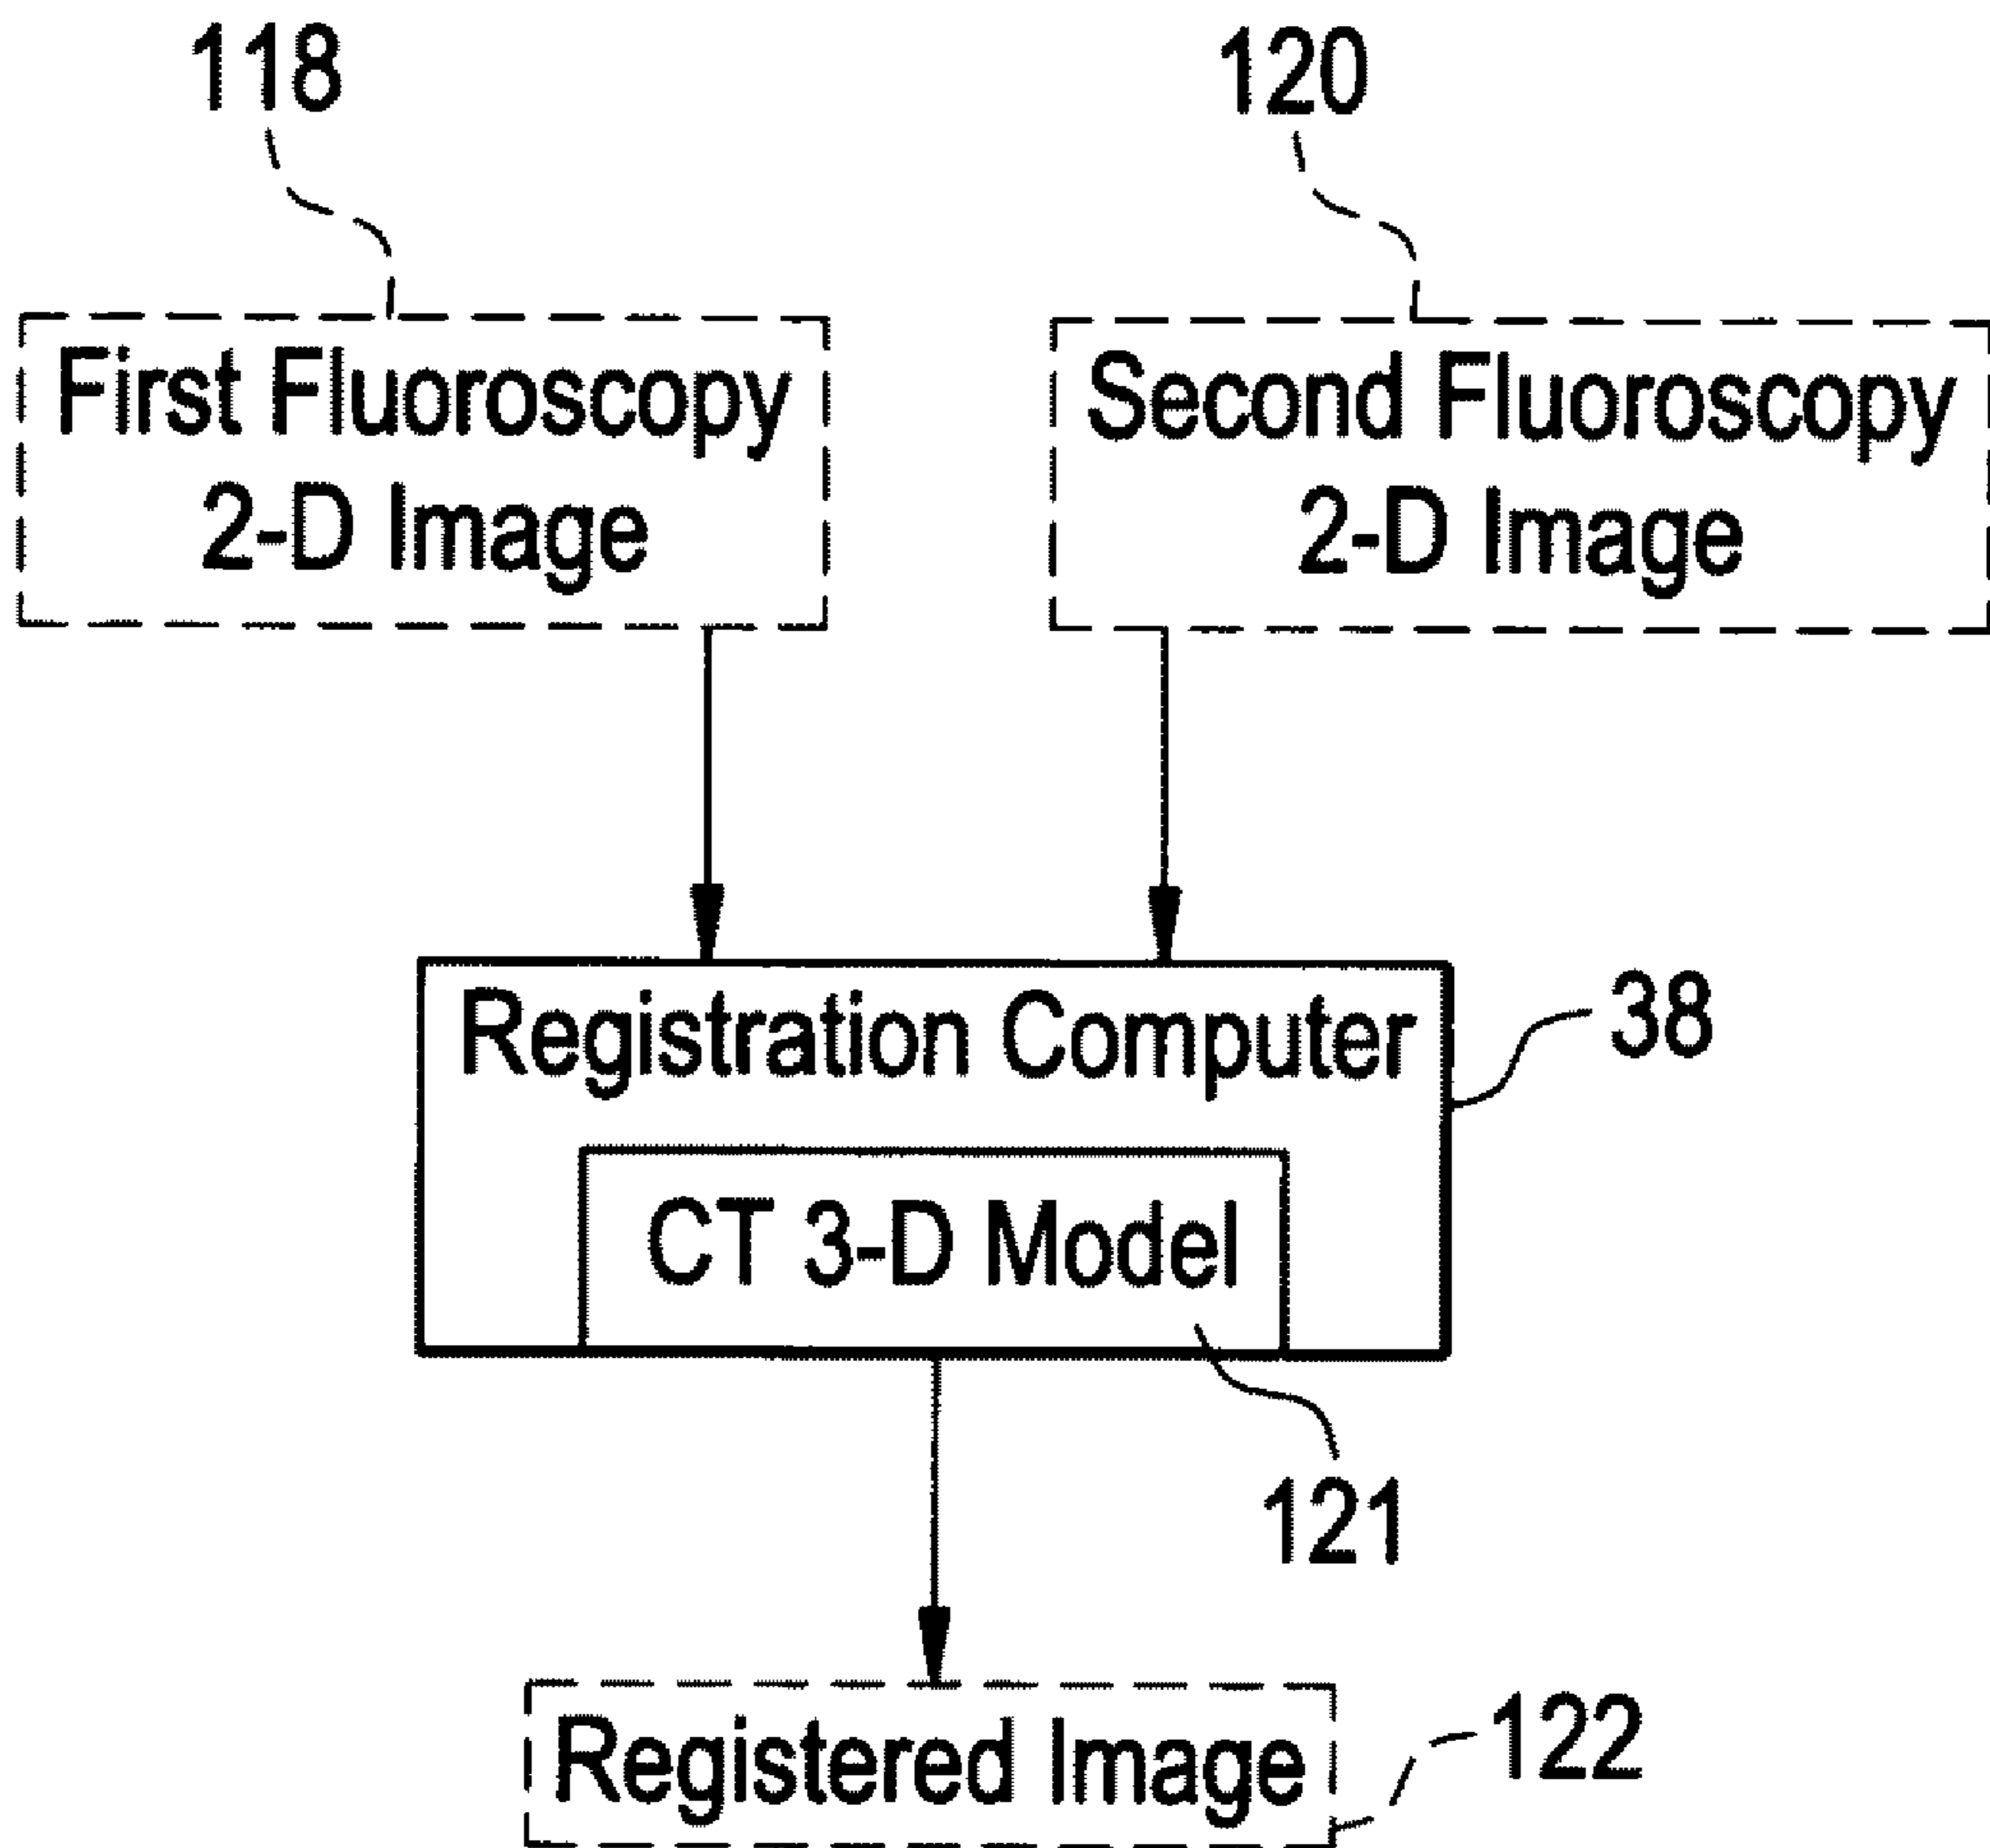 118
120
First Fluoroscopy
2-D Image
Second Fluoroscopy
2-D Image
Registration Computer
38
CT 3-D Model
121
Registered Image
122